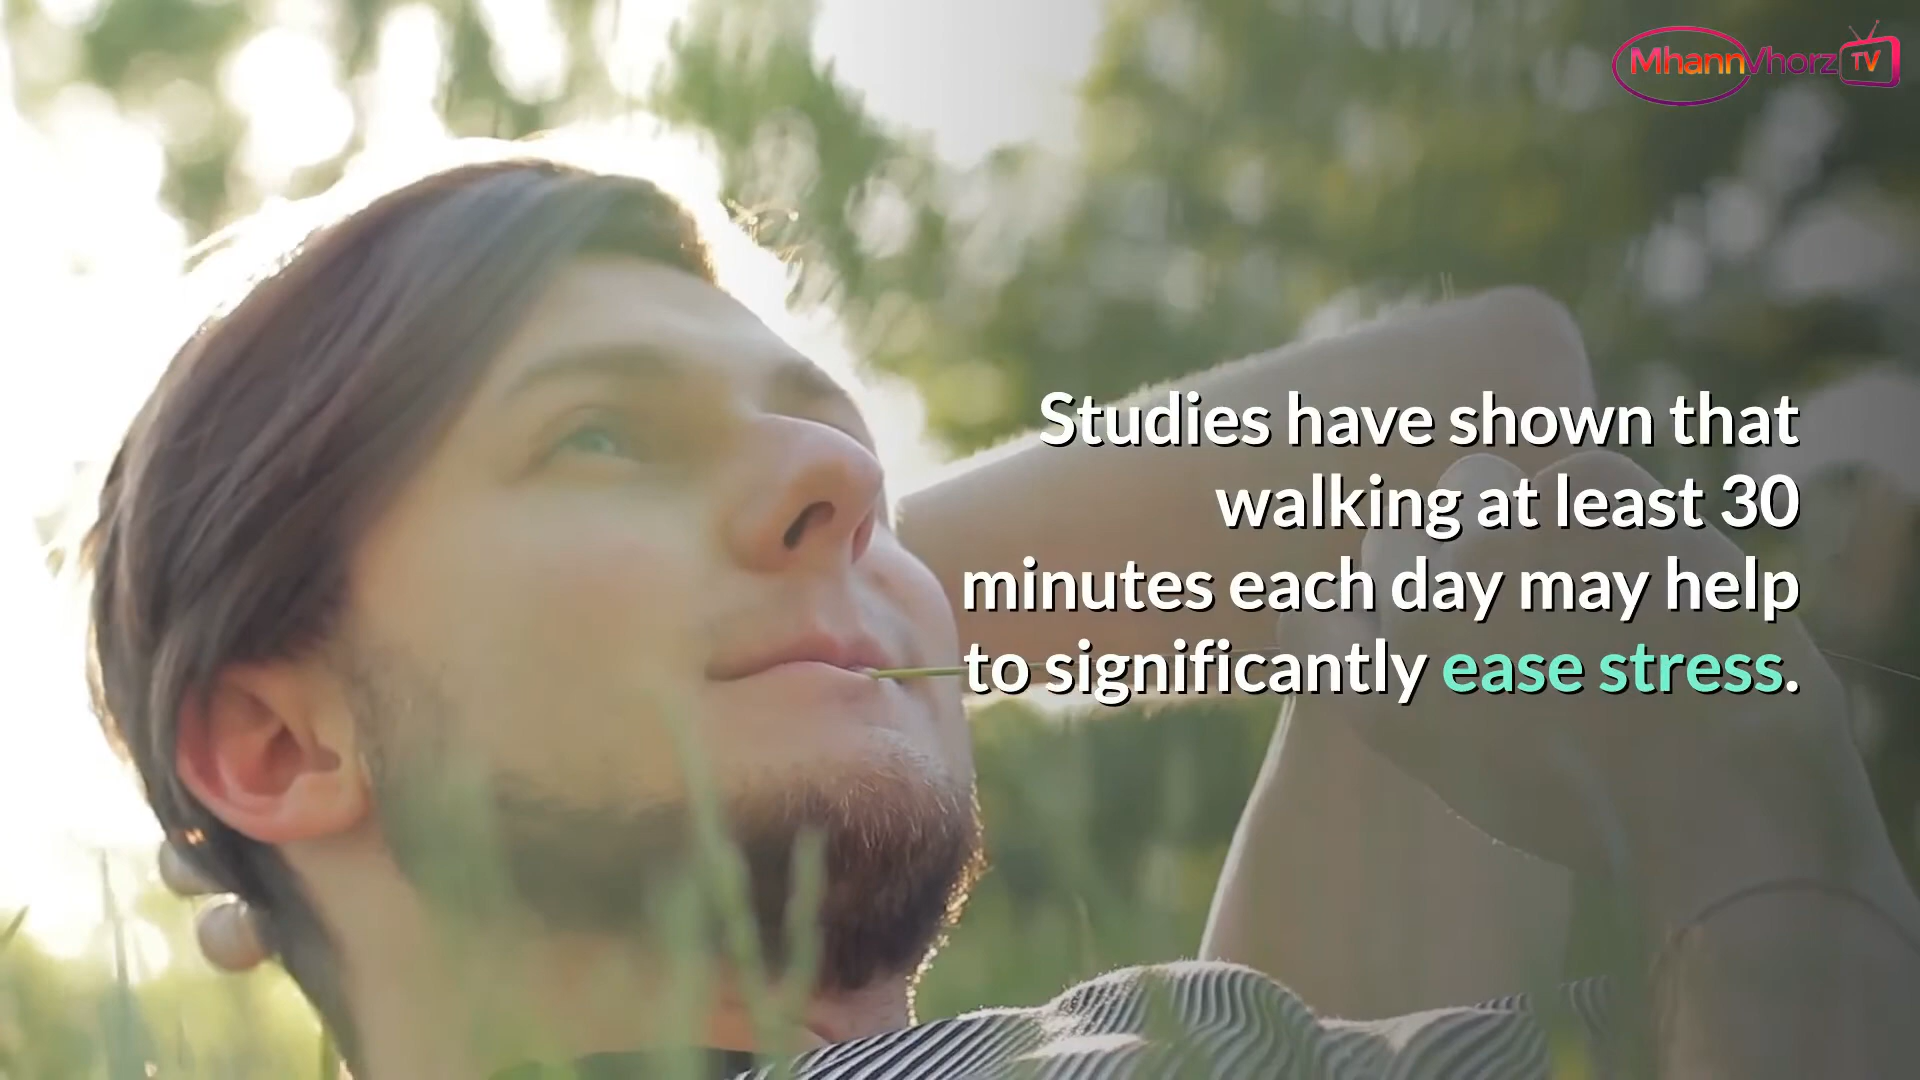 MhannVhorz TV
Studies have shown that
walking at least 30
minutes each day may help
to significantly ease stress.